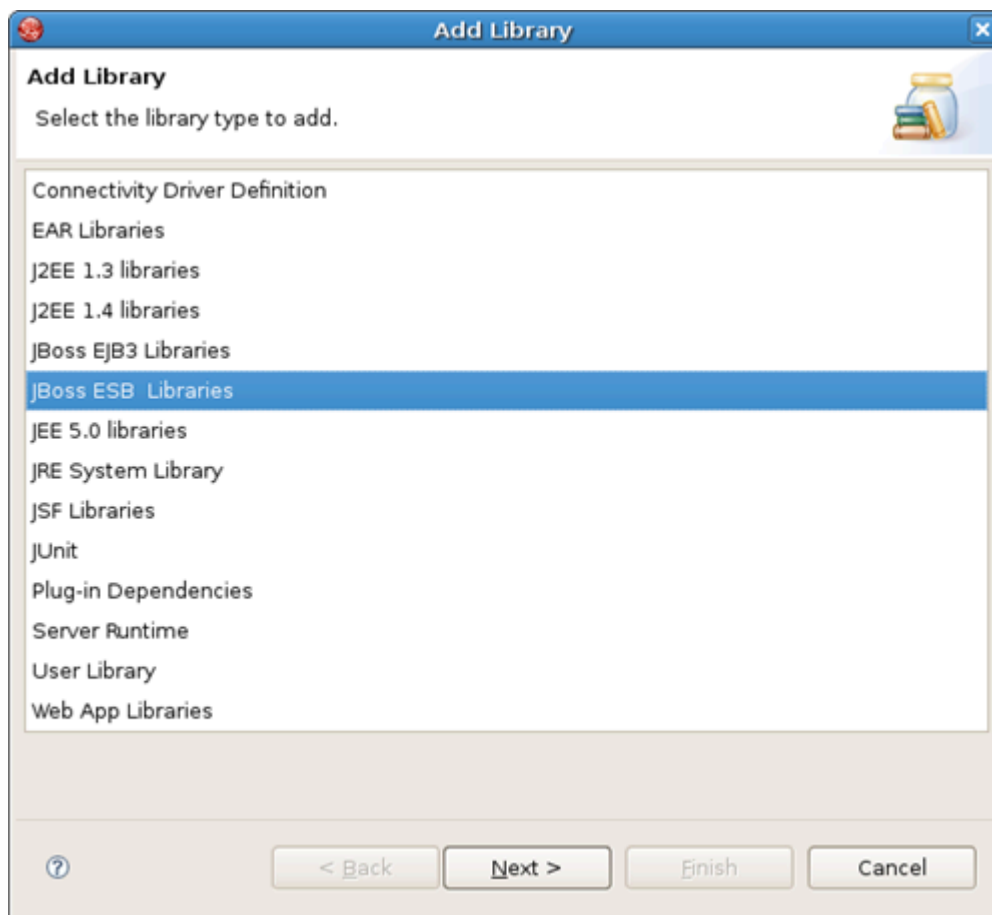 Add Library
Add Library
Select the library type to add.
Connectivity Driver Definition
EAR Libraries
J2EE 1.3 libraries
J2EE 1.4 libraries
JBoss EJB3 Libraries
JBoss ESB  Libraries
JEE 5.0 libraries
JRE System Library
JSF Libraries
JUnit
Plug-in Dependencies
Server Runtime
User Library
Web App Libraries
? < Back Next > Finish Cancel